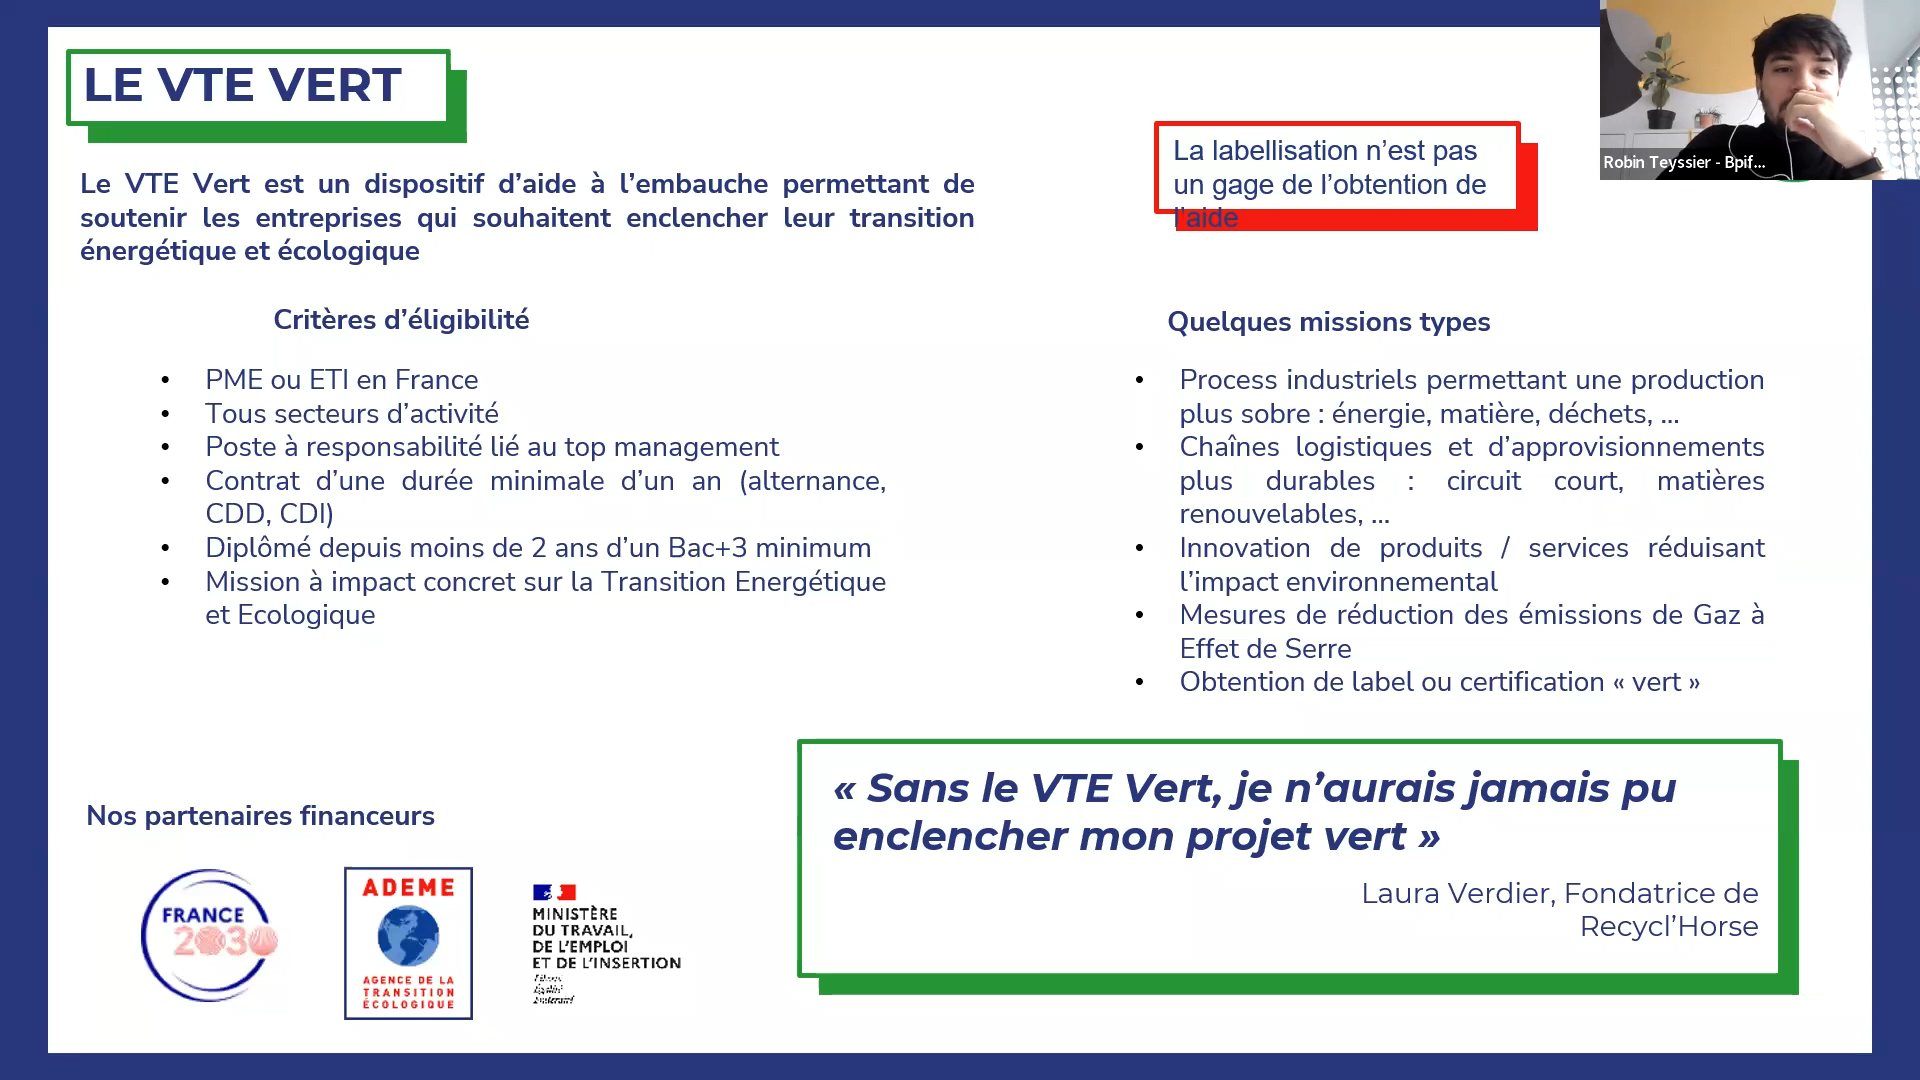 LE VTE VERT
Le VTE Vert est un dispositif d’aide à l’embauche permettant de
soutenir les entreprises qui souhaitent enclencher leur transition
énergétique et écologique
La labellisation n’est pas
un gage de l’obtention de
l’aide
Robin Teyssier - Bpif...
Critères d’éligibilité
• PME ou ETI en France
• Tous secteurs d’activité
• Poste à responsabilité lié au top management
• Contrat d’une durée minimale d’un an (alternance,
CDD, CDI)
• Diplômé depuis moins de 2 ans d’un Bac+3 minimum
• Mission à impact concret sur la Transition Energétique
et Ecologique
Quelques missions types
• Process industriels permettant une production
plus sobre : énergie, matière, déchets, ...
• Chaînes logistiques et d’approvisionnements
plus durables : circuit court, matières
renouvelables, ...
• Innovation de produits / services réduisant
l’impact environnemental
• Mesures de réduction des émissions de Gaz à
Effet de Serre
• Obtention de label ou certification « vert »
« Sans le VTE Vert, je n’aurais jamais pu
enclencher mon projet vert »
Laura Verdier, Fondatrice de
Recycl’Horse
Nos partenaires financeurs
FRANCE
2030
ADEME
AGENCE DE LA
TRANSITION
ÉCOLOGIQUE
MINISTÈRE
DU TRAVAIL,
DE L’EMPLOI
ET DE L’INSERTION